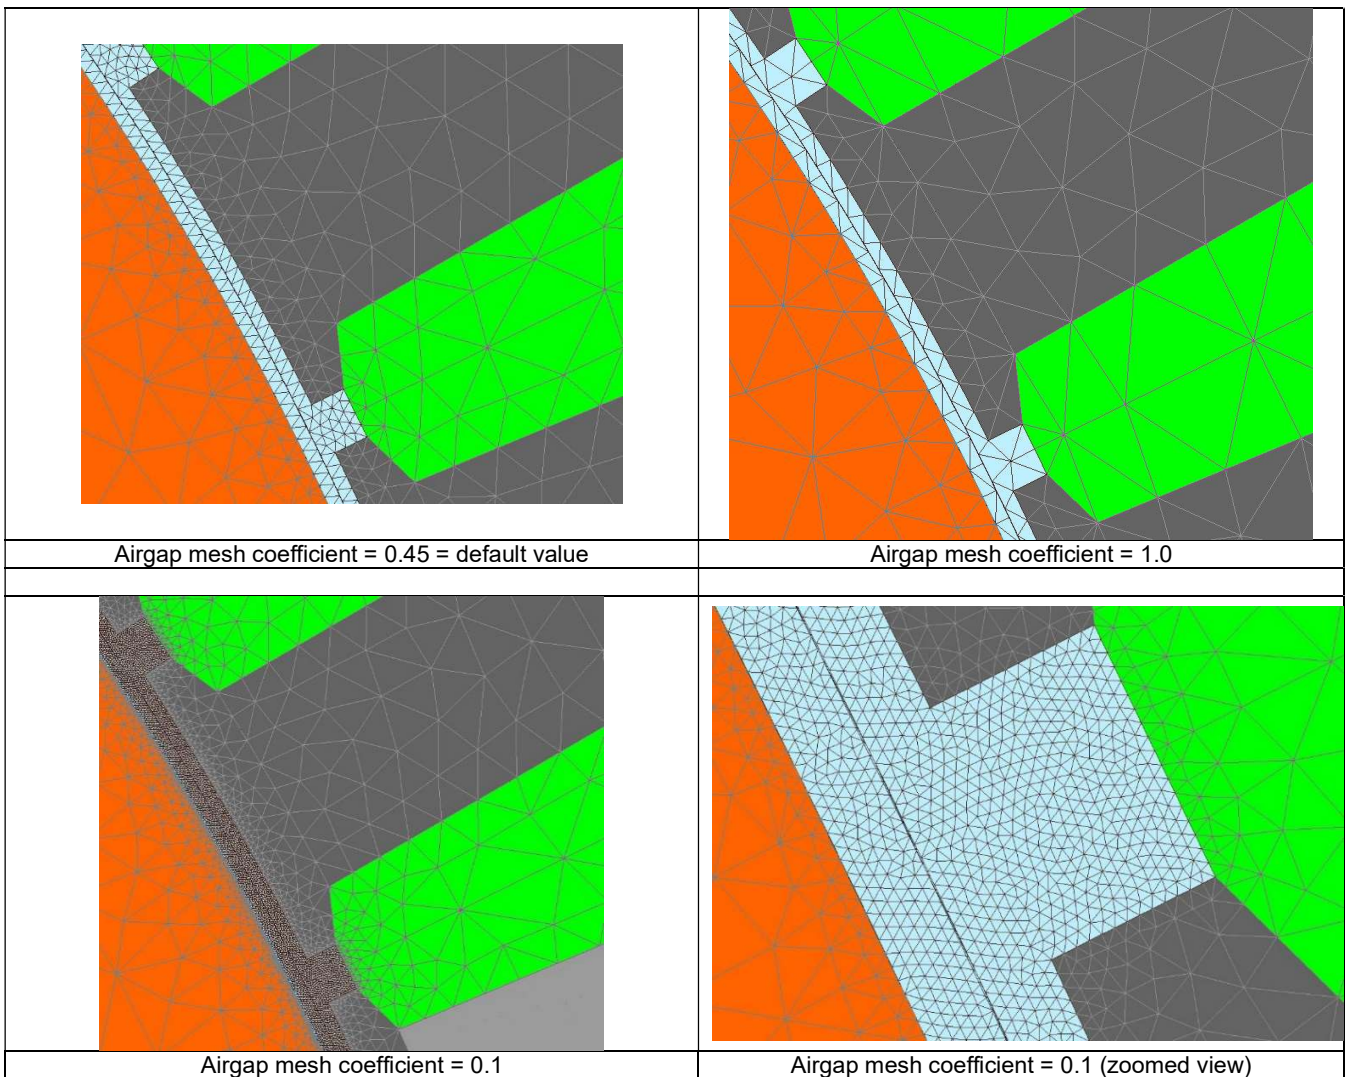 Airgap mesh coefficient = 0.45 = default value
Airgap mesh coefficient = 1.0
Airgap mesh coefficient = 0.1
Airgap mesh coefficient = 0.1 (zoomed view)